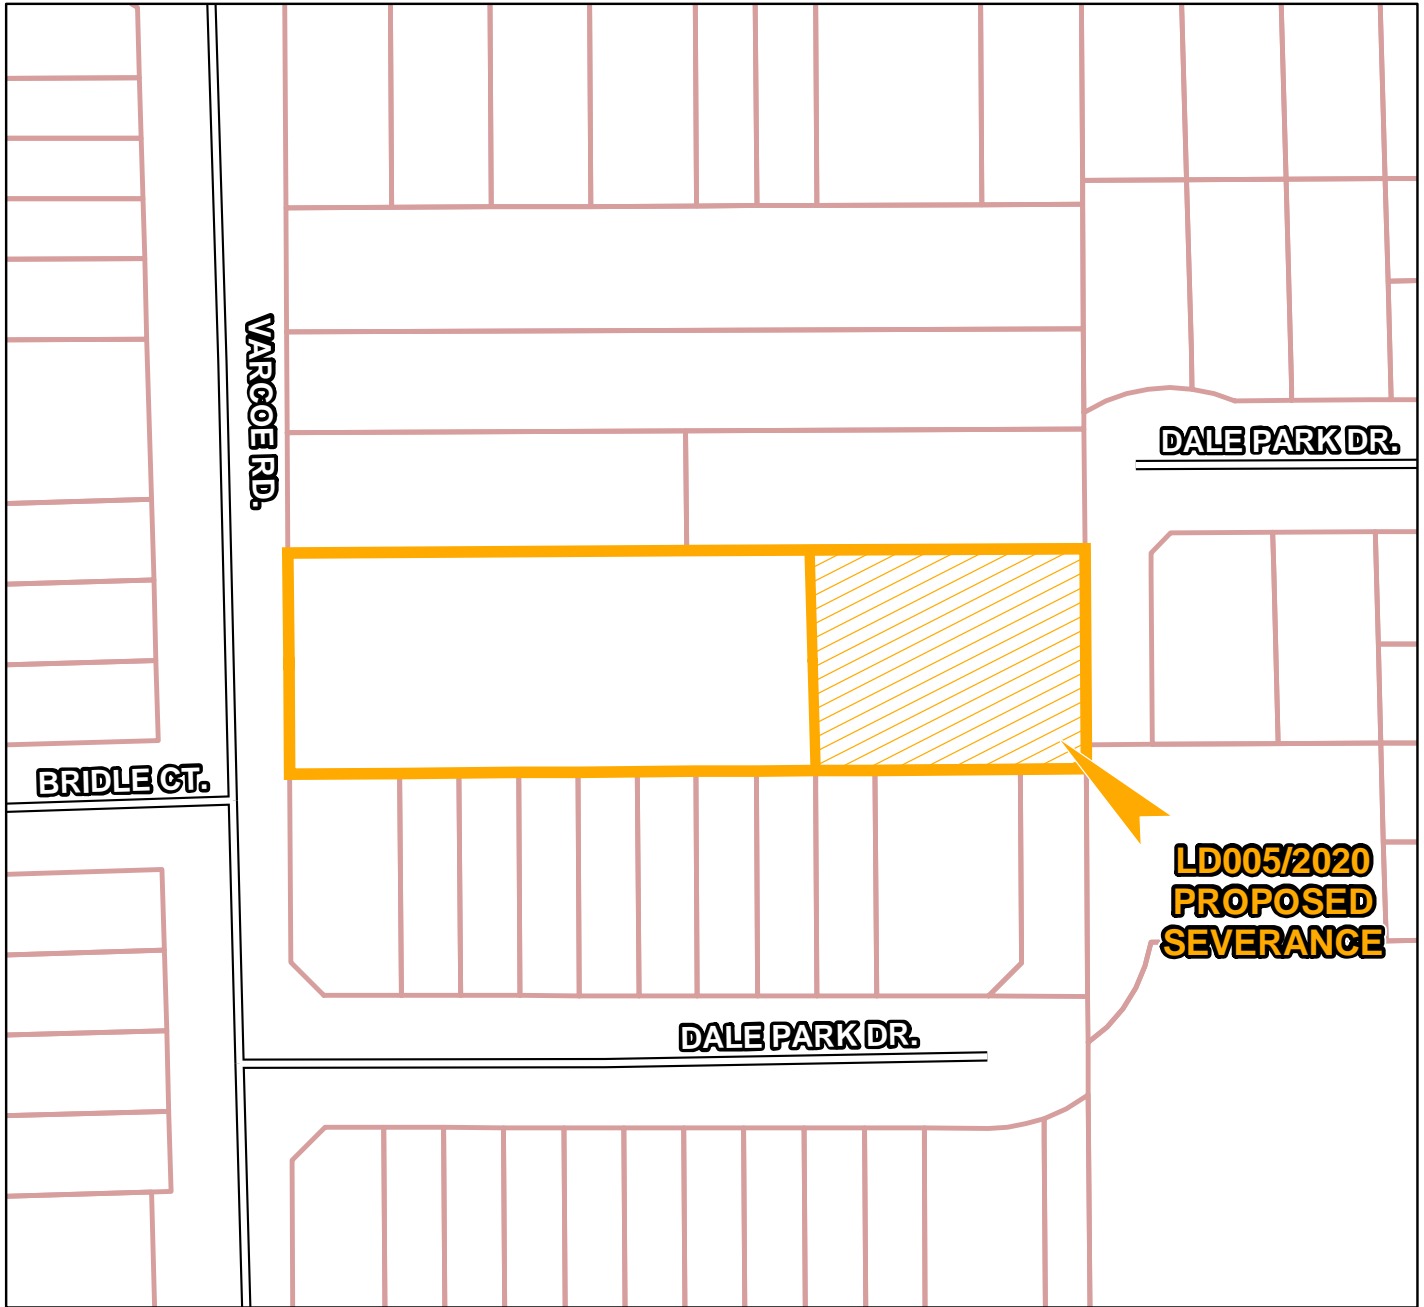 VARCOE RD.
DALE PARK DR.
BRIDLE CT.
LD005/2020
PROPOSED
SEVERANCE
DALE PARK DR.